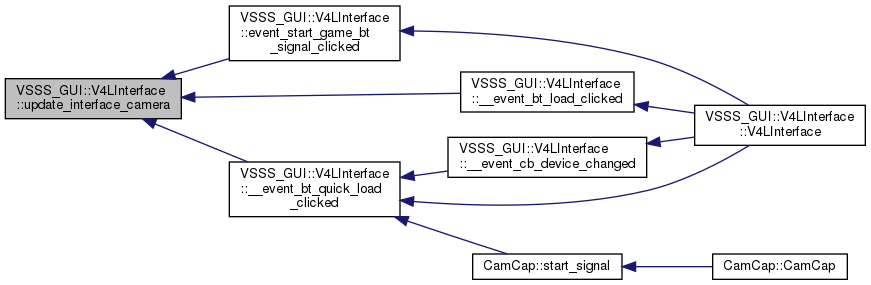 VSSS_GUI::V4LInterface
::event_start_game_bt
_signal_clicked
VSSS_GUI::V4LInterface
::update_interface_camera
VSSS_GUI::V4LInterface
::__event_bt_load_clicked
VSSS_GUI::V4LInterface
::V4LInterface
VSSS_GUI::V4LInterface
::__event_cb_device_changed
VSSS_GUI::V4LInterface
::__event_bt_quick_load
_clicked
CamCap::start_signal
CamCap::CamCap